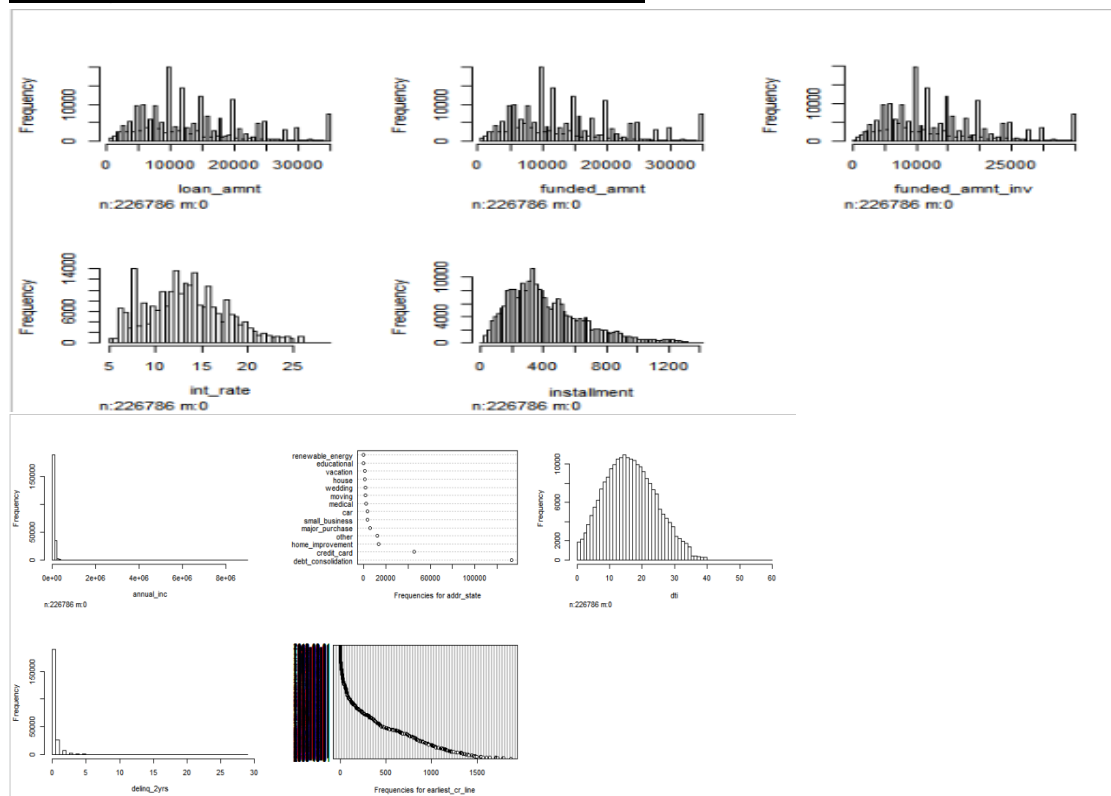 Frequency
10000
0
0 10000 20000 30000
loan_amnt
n:226786 m:0
Frequency
10000
0
0 10000 20000 30000
funded_amnt
n:226786 m:0
Frequency
10000
0
0 10000 25000
funded_amnt_inv
n:226786 m:0
Frequency
14000
6000
0
5 10 15 20 25
int_rate
n:226786 m:0
Frequency
10000
4000
0
0 400 800 1200
installment
n:226786 m:0
Frequency
150000
50000
0
0e+00 2e+06 4e+06 6e+06 8e+06
annual_inc
n:226786 m:0
renewable_energy
educational
vacation
house
wedding
moving
medical
car
small_business
major_purchase
other
home_improvement
credit_card
debt_consolidation
0 20000 60000 100000
Frequencies for addr_state
Frequency
10000
6000
2000
0
0 10 20 30 40 50 60
dti
n:226786 m:0
Frequency
150000
50000
0
0 5 10 15 20 25 30
delinq_2yrs
0 500 1000 1500
Frequencies for earliest_cr_line